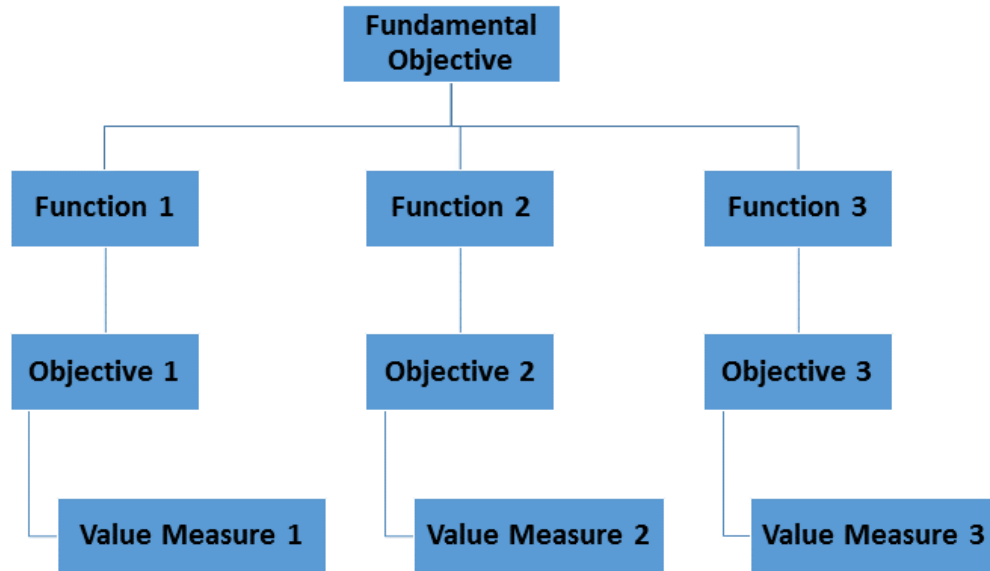 Fundamental
Objective
Function 1
Function 2
Function 3
Objective 1
Objective 2
Objective 3
Value Measure 1
Value Measure 2
Value Measure 3